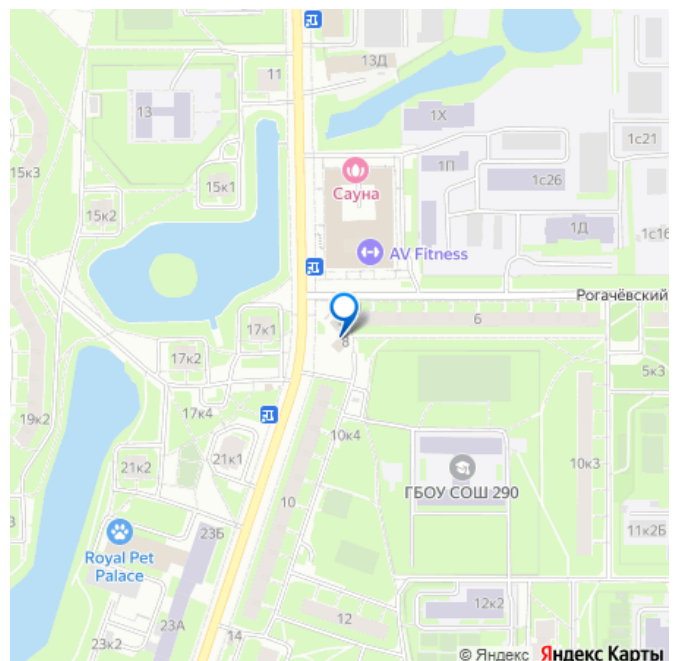 11
13Д
13
1Х
1с21
15к3
15к1
1П
1с26
Сауна
15к2
1Д
1с16
AV Fitness
Рогачёвский
17к1
6
8
17к2
5к3
17к4
19к2
10к4
21к1
21к2
10к3
ГБОУ СОШ 290
10
23Б
11к2Б
3
Royal Pet
Palace
12к2
12
23А
14
23к2
© Яндекс Яндекс Карты